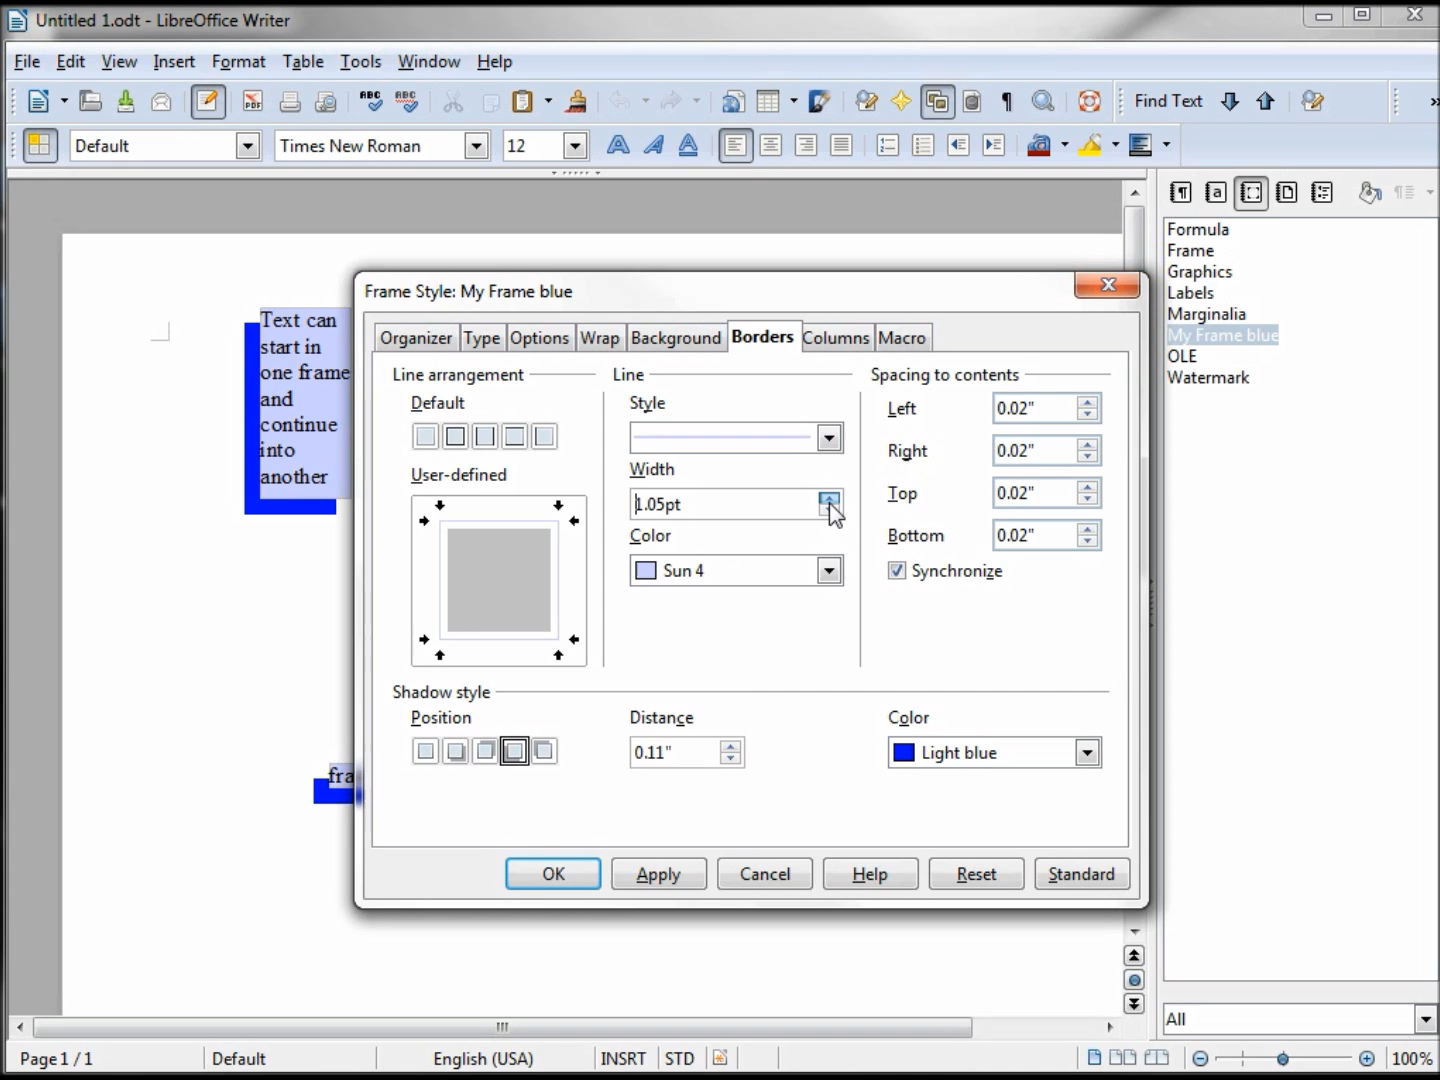 Untitled 1.odt - LibreOffice Writer
File Edit View Insert Format Table Tools Window Help
PDF ABC ABC Find Text
Default Times New Roman 12
Formula
Frame
Graphics
Labels
Marginalia
My Frame blue
OLE
Watermark
Text can
start in
one frame
and
continue
into
another
fra
Frame Style: My Frame blue
Organizer Type Options Wrap Background Borders Columns Macro
Line arrangement Line Spacing to contents
Default Style Left 0.02"
User-defined Width Right 0.02"
1.05pt Top 0.02"
Color Bottom 0.02"
Sun 4 Synchronize
Shadow style
Position Distance Color
0.11" Light blue
OK Apply Cancel Help Reset Standard
All
Page 1 / 1 Default English (USA) INSRT STD 100%